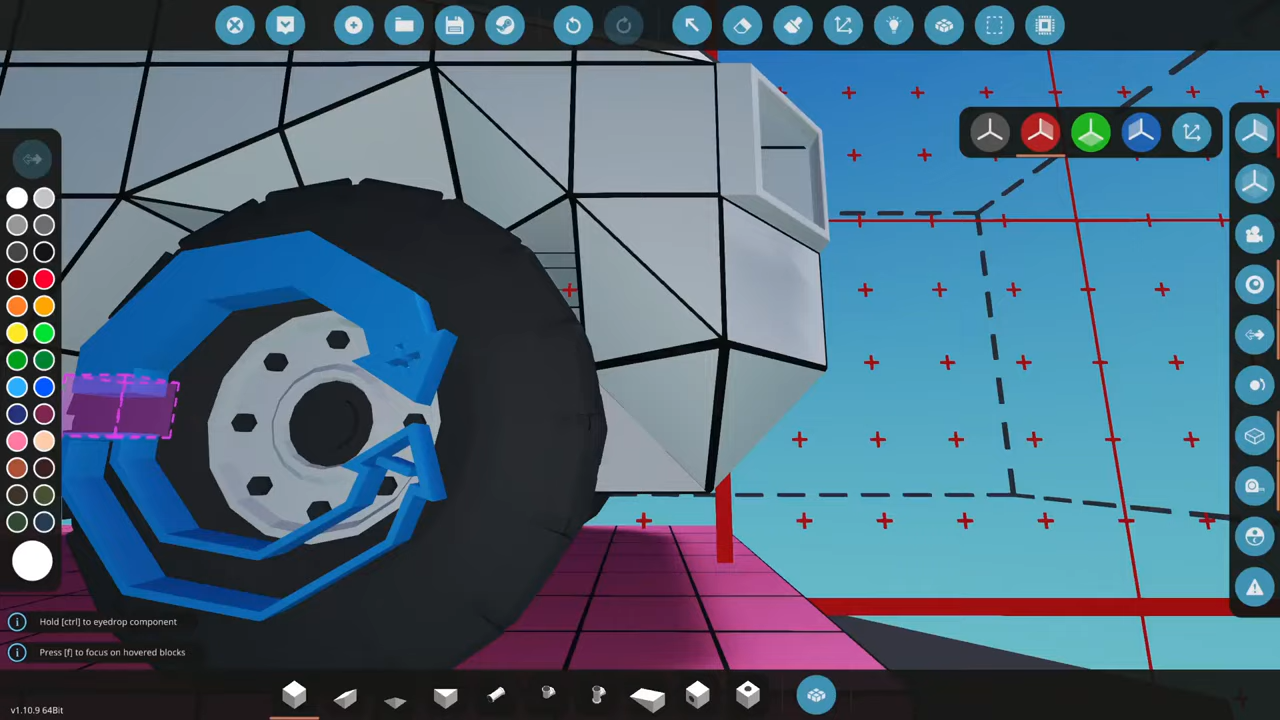 Hold [ctrl] to eyedrop component
Press [f] to focus on hovered blocks
v1.10.9 64Bit